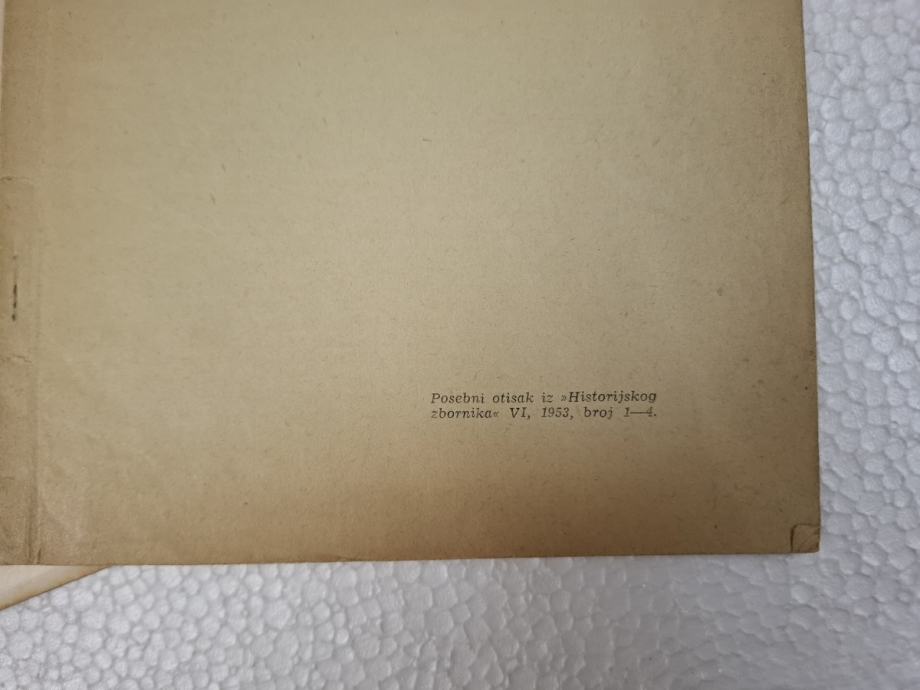 Posebni otisak iz »Historijskog
zbornika« VI, 1953, broj 1—4.